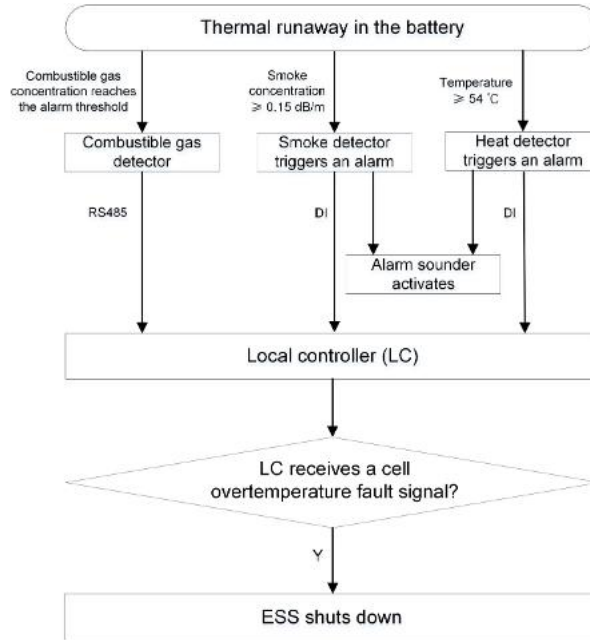 Thermal runaway in the battery
Combustible gas
concentration reaches
the alarm threshold
Smoke
concentration
≥ 0.15 dB/m
Temperature
≥ 54 °C
Combustible gas
detector
Smoke detector
triggers an alarm
Heat detector
triggers an alarm
RS485
DI
DI
Alarm sounder
activates
Local controller (LC)
LC receives a cell
overtemperature fault signal?
Y
ESS shuts down